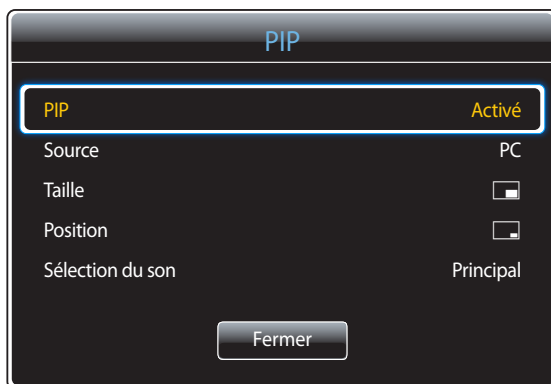 PIP
PIP Activé
Source PC
Taille
Position
Sélection du son Principal
Fermer